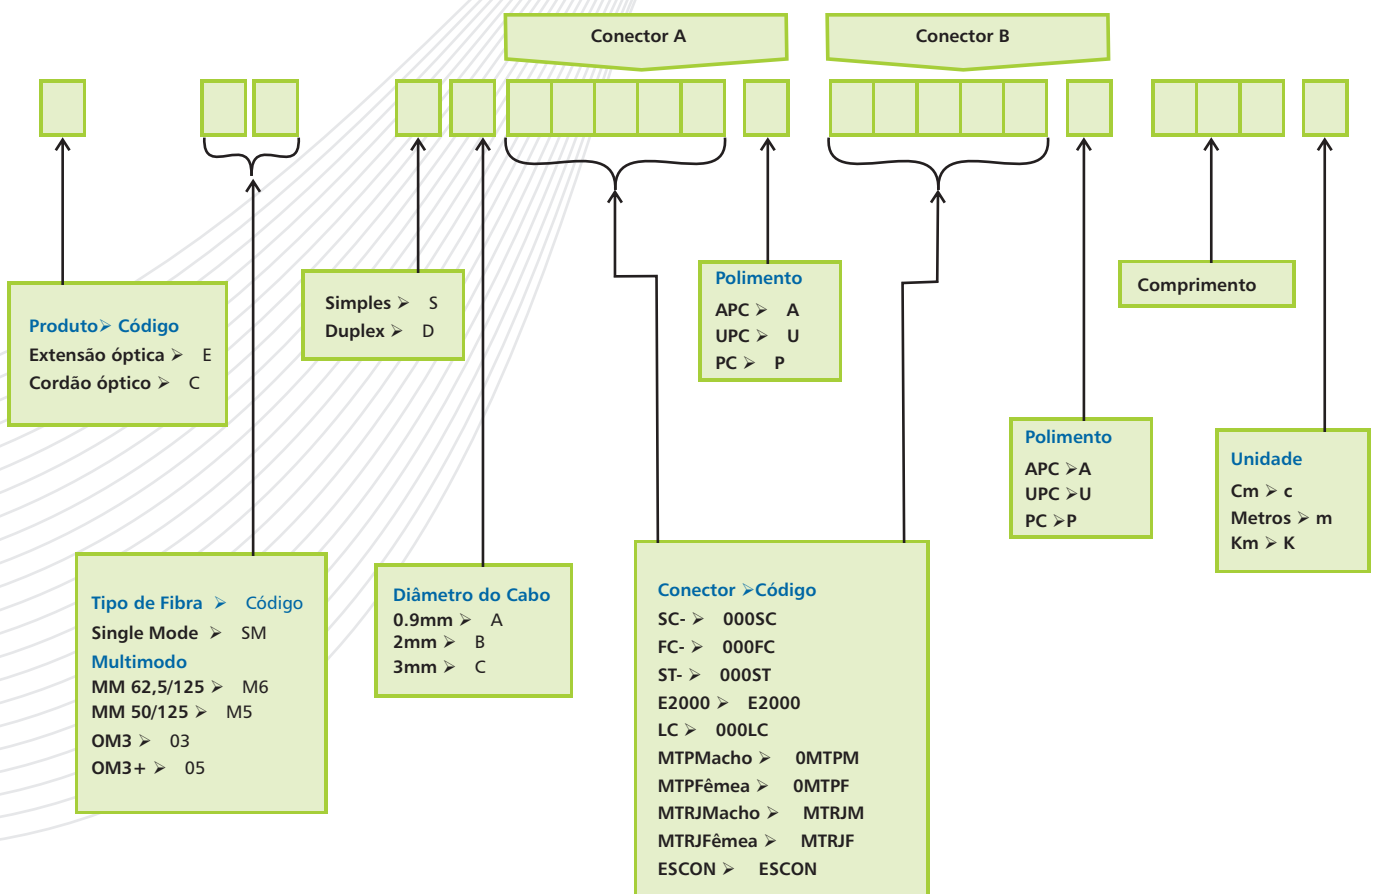 Conector A
Conector B
Produto➢ Código
Extensão óptica ➢ E
Cordão óptico ➢ C
Simples ➢ S
Duplex ➢ D
Polimento
APC ➢ A
UPC ➢ U
PC ➢ P
Comprimento
Polimento
APC ➢A
UPC ➢U
PC ➢P
Unidade
Cm ➢ c
Metros ➢ m
Km ➢ K
Tipo de Fibra ➢ Código
Single Mode ➢ SM
Multimodo
MM 62,5/125 ➢ M6
MM 50/125 ➢ M5
OM3 ➢ 03
OM3+ ➢ 05
Diâmetro do Cabo
0.9mm ➢ A
2mm ➢ B
3mm ➢ C
Conector ➢Código
SC- ➢ 000SC
FC- ➢ 000FC
ST- ➢ 000ST
E2000 ➢ E2000
LC ➢ 000LC
MTPMacho ➢ 0MTPM
MTPFêmea ➢ 0MTPF
MTRJMacho ➢ MTRJM
MTRJFêmea ➢ MTRJF
ESCON ➢ ESCON